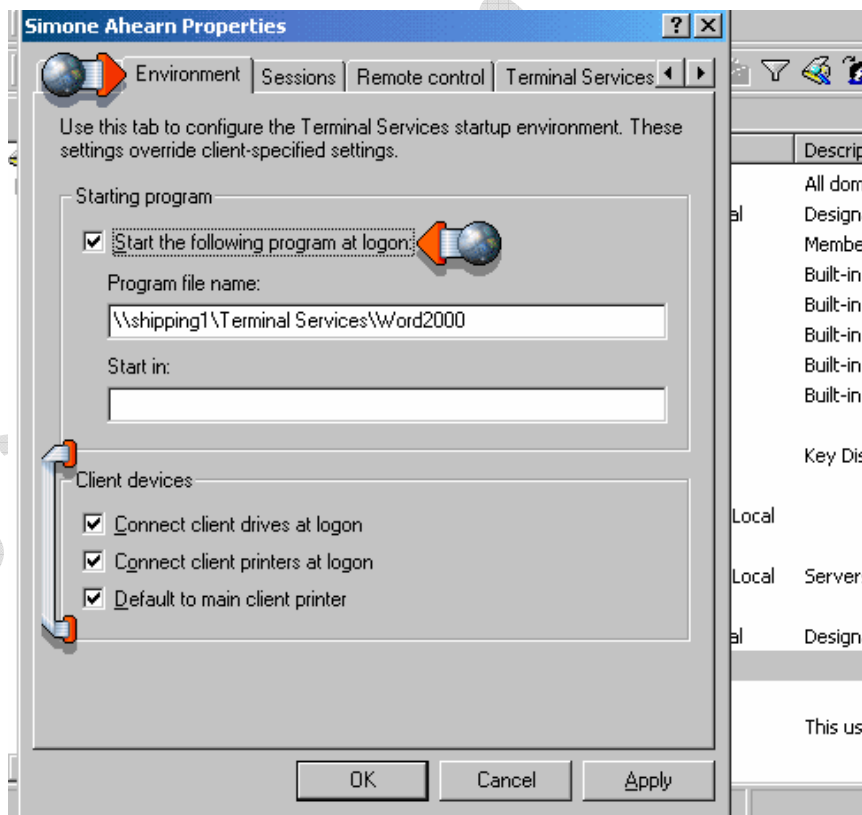 Simone Ahearn Properties
Environment
Sessions
Remote control
Terminal Services
Use this tab to configure the Terminal Services startup environment. These
settings override client-specified settings.
Starting program
Start the following program at logon:
Program file name:
\\shipping1\Terminal Services\Word2000
Start in:
Client devices
Connect client drives at logon
Connect client printers at logon
Default to main client printer
OK
Cancel
Apply
Descrip
All dom
al Design
Membe
Built-in
Built-in
Built-in
Built-in
Built-in
Key Dis
Local
Local Server
al Design
This us